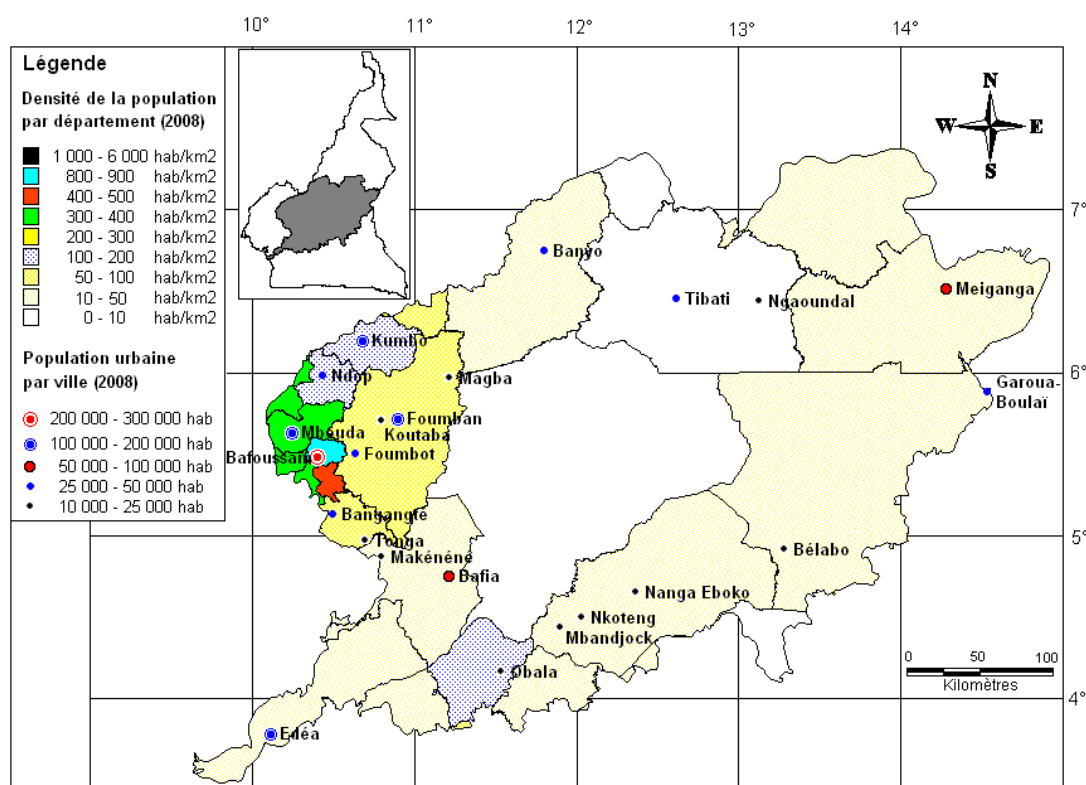 10° 11° 12° 13° 14°
Légende
Densité de la population
par département (2008)
1 000 - 6 000 hab/km2
800 - 900 hab/km2
400 - 500 hab/km2
300 - 400 hab/km2
200 - 300 hab/km2
100 - 200 hab/km2
50 - 100 hab/km2
10 - 50 hab/km2
0 - 10 hab/km2
Population urbaine
par ville (2008)
200 000 - 300 000 hab
100 000 - 200 000 hab
50 000 - 100 000 hab
25 000 - 50 000 hab
10 000 - 25 000 hab
N
W E
S
7°
Banyo
Meiganga
Tibati
Ngaoundal
Kumbo
6°
Ndop
Magba
Garoua-
Boulaï
Foumban
Koutaba
Mbouda
Foumbot
Bafoussam
Bangangté
5°
Tonga
Makénéné
Bélabo
Bafia
Nanga Eboko
Nkoteng
Mbandjock
Obala
0 50 100
Kilomètres
4°
Edéa